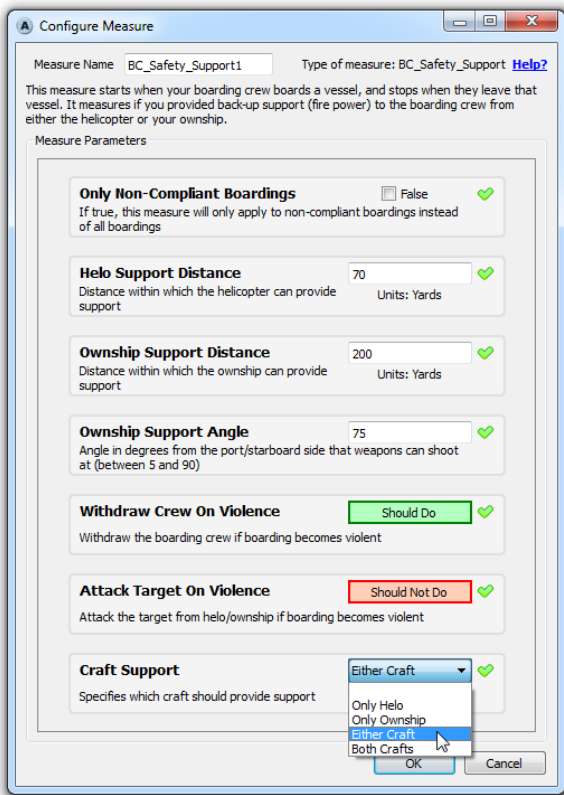 Configure Measure
Measure Name BC_Safety_Support1 Type of measure: BC_Safety_Support Help?
This measure starts when your boarding crew boards a vessel, and stops when they leave that
vessel. It measures if you provided back-up support (fire power) to the boarding crew from
either the helicopter or your ownship.
Measure Parameters
Only Non-Compliant Boardings False
If true, this measure will only apply to non-compliant boardings instead
of all boardings
Helo Support Distance 70
Distance within which the helicopter can provide
support
Units: Yards
Ownship Support Distance 200
Distance within which the ownship can provide
support
Units: Yards
Ownship Support Angle 75
Angle in degrees from the port/starboard side that weapons can shoot
at (between 5 and 90)
Withdraw Crew On Violence Should Do
Withdraw the boarding crew if boarding becomes violent
Attack Target On Violence Should Not Do
Attack the target from helo/ownship if boarding becomes violent
Craft Support Either Craft
Specifies which craft should provide support
Only Helo
Only Ownship
Either Craft
Both Crafts
OK Cancel